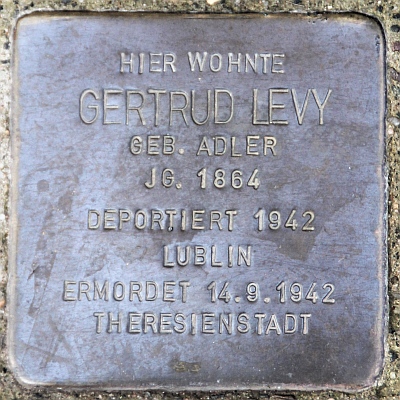 HIER WOHNTE
GERTRUD LEVY
GEB. ADLER
JG. 1864
DEPORTIERT 1942
LUBLIN
ERMORDET 14.9.1942
THERESIENSTADT